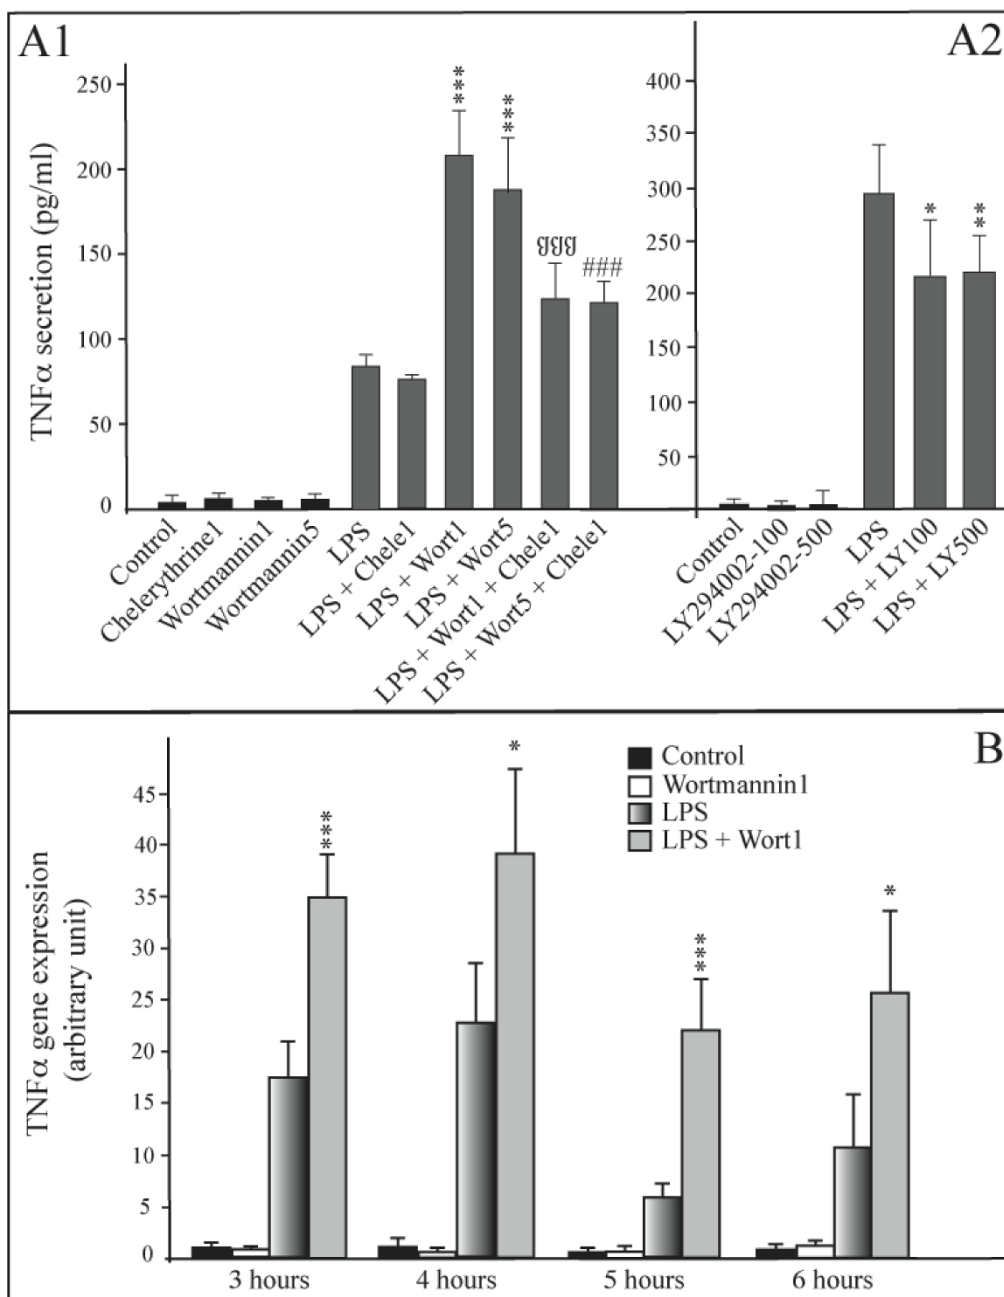 A1
A2
TNFα secretion (pg/ml)
250
200
150
100
50
0
***
***
###
Control
Chelerythrine1
Wortmannin1
Wortmannin5
LPS
LPS + Chele1
LPS + Wort1
LPS + Wort5
LPS + Wort1 + Chele1
LPS + Wort5 + Chele1
400
350
300
250
200
150
100
50
*
**
Control
LY294002-100
LY294002-500
LPS
LPS + LY100
LPS + LY500
B
TNFα gene expression
(arbitrary unit)
45
40
35
30
25
20
15
10
5
0
Control
Wortmannin1
LPS
LPS + Wort1
***
*
***
*
3 hours
4 hours
5 hours
6 hours